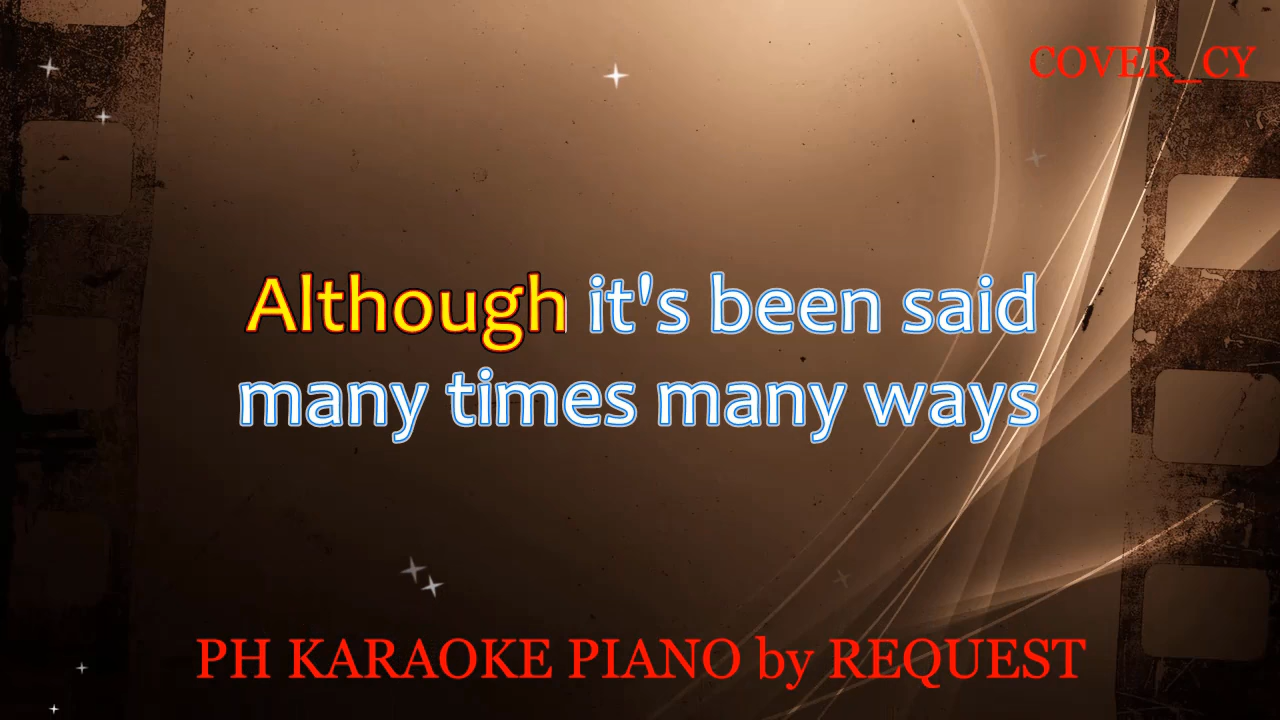 COVER_CY
Although it's been said
many times many ways
PH KARAOKE PIANO by REQUEST